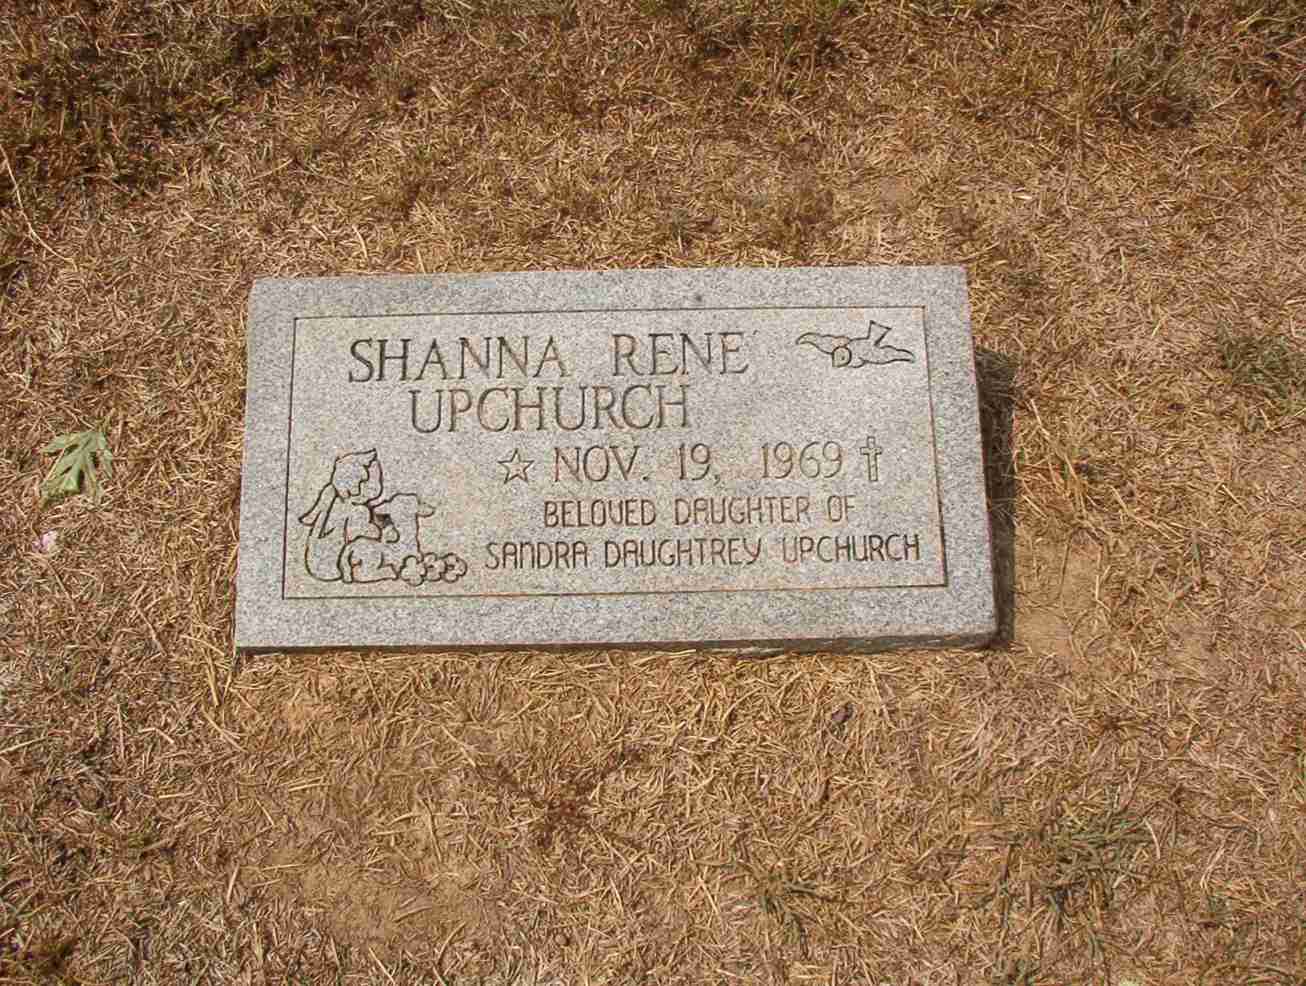 SHANNA RENE'
UPCHURCH
☆ NOV. 19, 1969 ✝
BELOVED DAUGHTER OF
SANDRA DAUGHTREY UPCHURCH